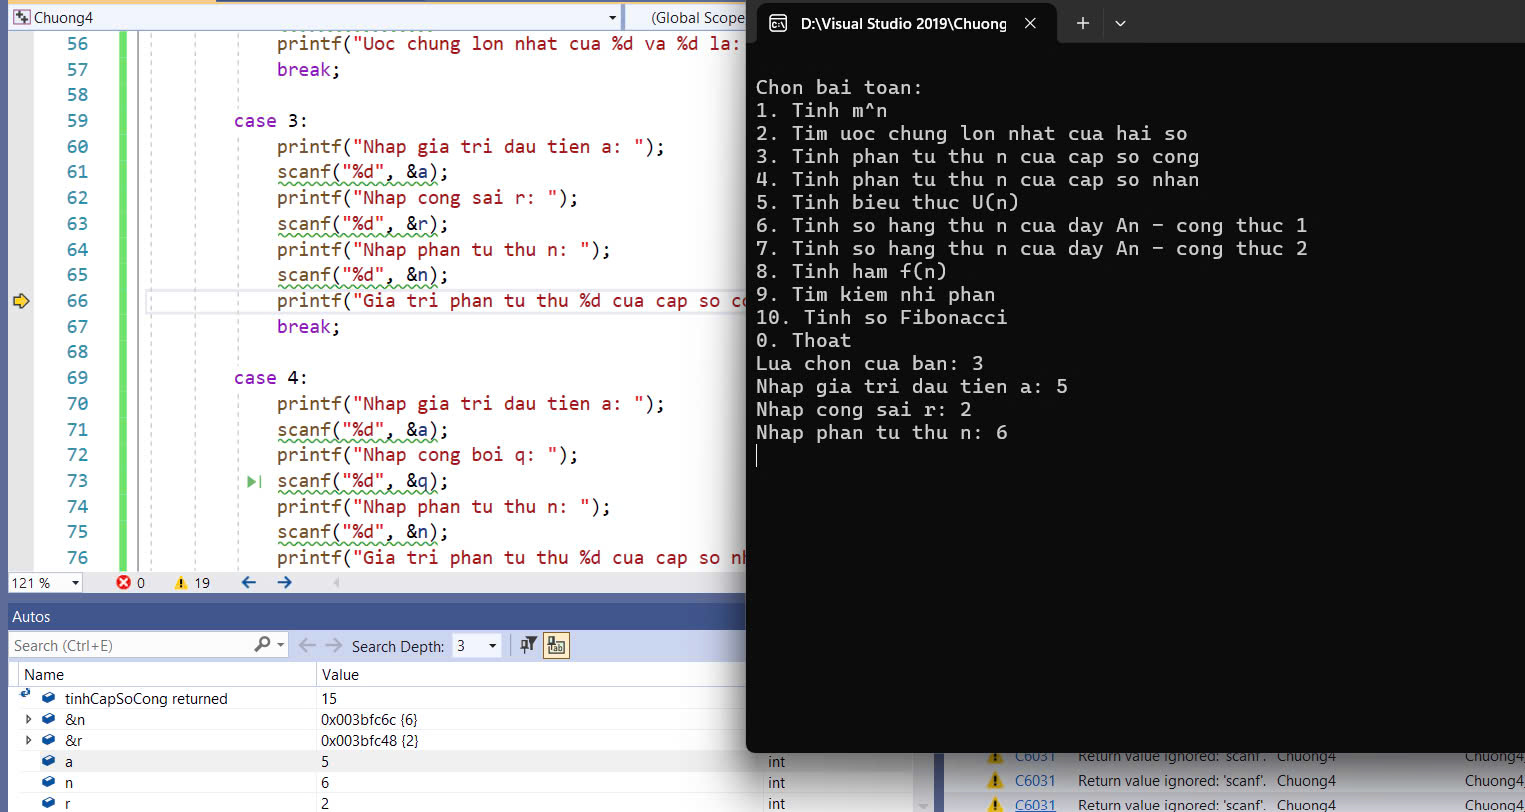 Chuong4
(Global Scope
56 printf("Uoc chung lon nhat cua %d va %d la:
57 break;
58
59 case 3:
60 printf("Nhap gia tri dau tien a: ");
61 scanf("%d", &a);
62 printf("Nhap cong sai r: ");
63 scanf("%d", &r);
64 printf("Nhap phan tu thu n: ");
65 scanf("%d", &n);
66 printf("Gia tri phan tu thu %d cua cap so co
67 break;
68
69 case 4:
70 printf("Nhap gia tri dau tien a: ");
71 scanf("%d", &a);
72 printf("Nhap cong boi q: ");
73 scanf("%d", &q);
74 printf("Nhap phan tu thu n: ");
75 scanf("%d", &n);
76 printf("Gia tri phan tu thu %d cua cap so nh
121 % 0 19
Autos
Search (Ctrl+E) Search Depth: 3
Name Value
tinhCapSoCong returned 15
&n 0x003bfc6c {6}
&r 0x003bfc48 {2}
a 5 int
n 6 int
r 2 int
D:\Visual Studio 2019\Chuong
Chon bai toan:
1. Tinh m^n
2. Tim uoc chung lon nhat cua hai so
3. Tinh phan tu thu n cua cap so cong
4. Tinh phan tu thu n cua cap so nhan
5. Tinh bieu thuc U(n)
6. Tinh so hang thu n cua day An - cong thuc 1
7. Tinh so hang thu n cua day An - cong thuc 2
8. Tinh ham f(n)
9. Tim kiem nhi phan
10. Tinh so Fibonacci
0. Thoat
Lua chon cua ban: 3
Nhap gia tri dau tien a: 5
Nhap cong sai r: 2
Nhap phan tu thu n: 6
C6031 Return value ignored: 'scanf'. Chuong4 Chuong4
C6031 Return value ignored: 'scanf'. Chuong4 Chuong4
C6031 Return value ignored: 'scanf'. Chuong4 Chuong4